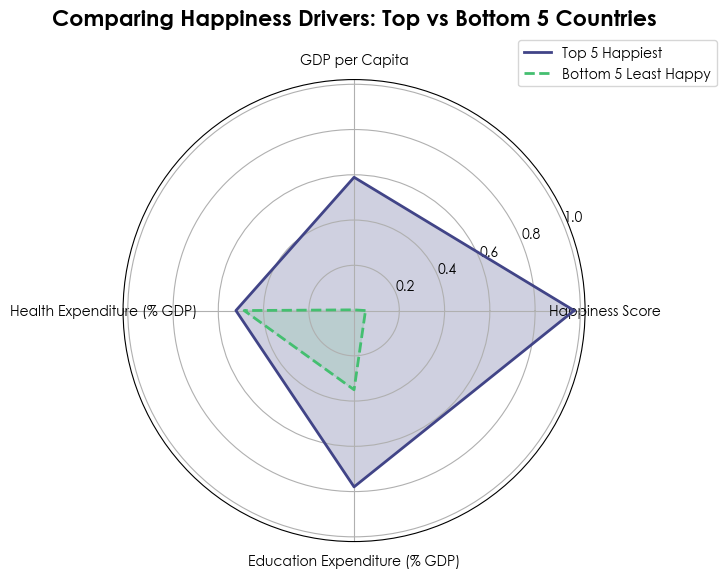 Comparing Happiness Drivers: Top vs Bottom 5 Countries
Top 5 Happiest
Bottom 5 Least Happy
GDP per Capita
1.0
0.8
0.6
0.4
0.2
Health Expenditure (% GDP)
Happiness Score
Education Expenditure (% GDP)